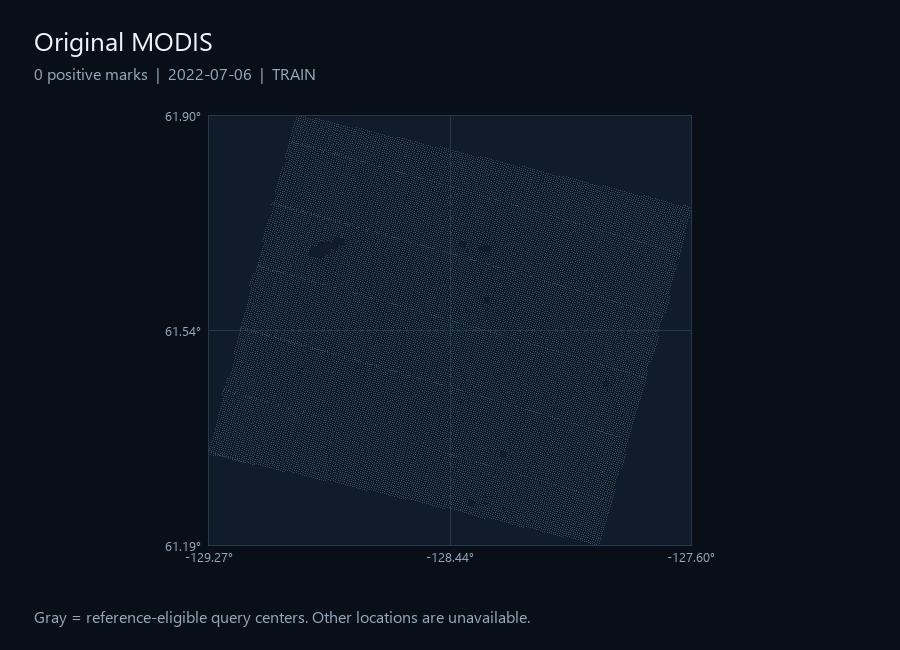 Original MODIS
0 positive marks | 2022-07-06 | TRAIN
61.90°
61.54°
61.19°
-129.27°
-128.44°
-127.60°
Gray = reference-eligible query centers. Other locations are unavailable.